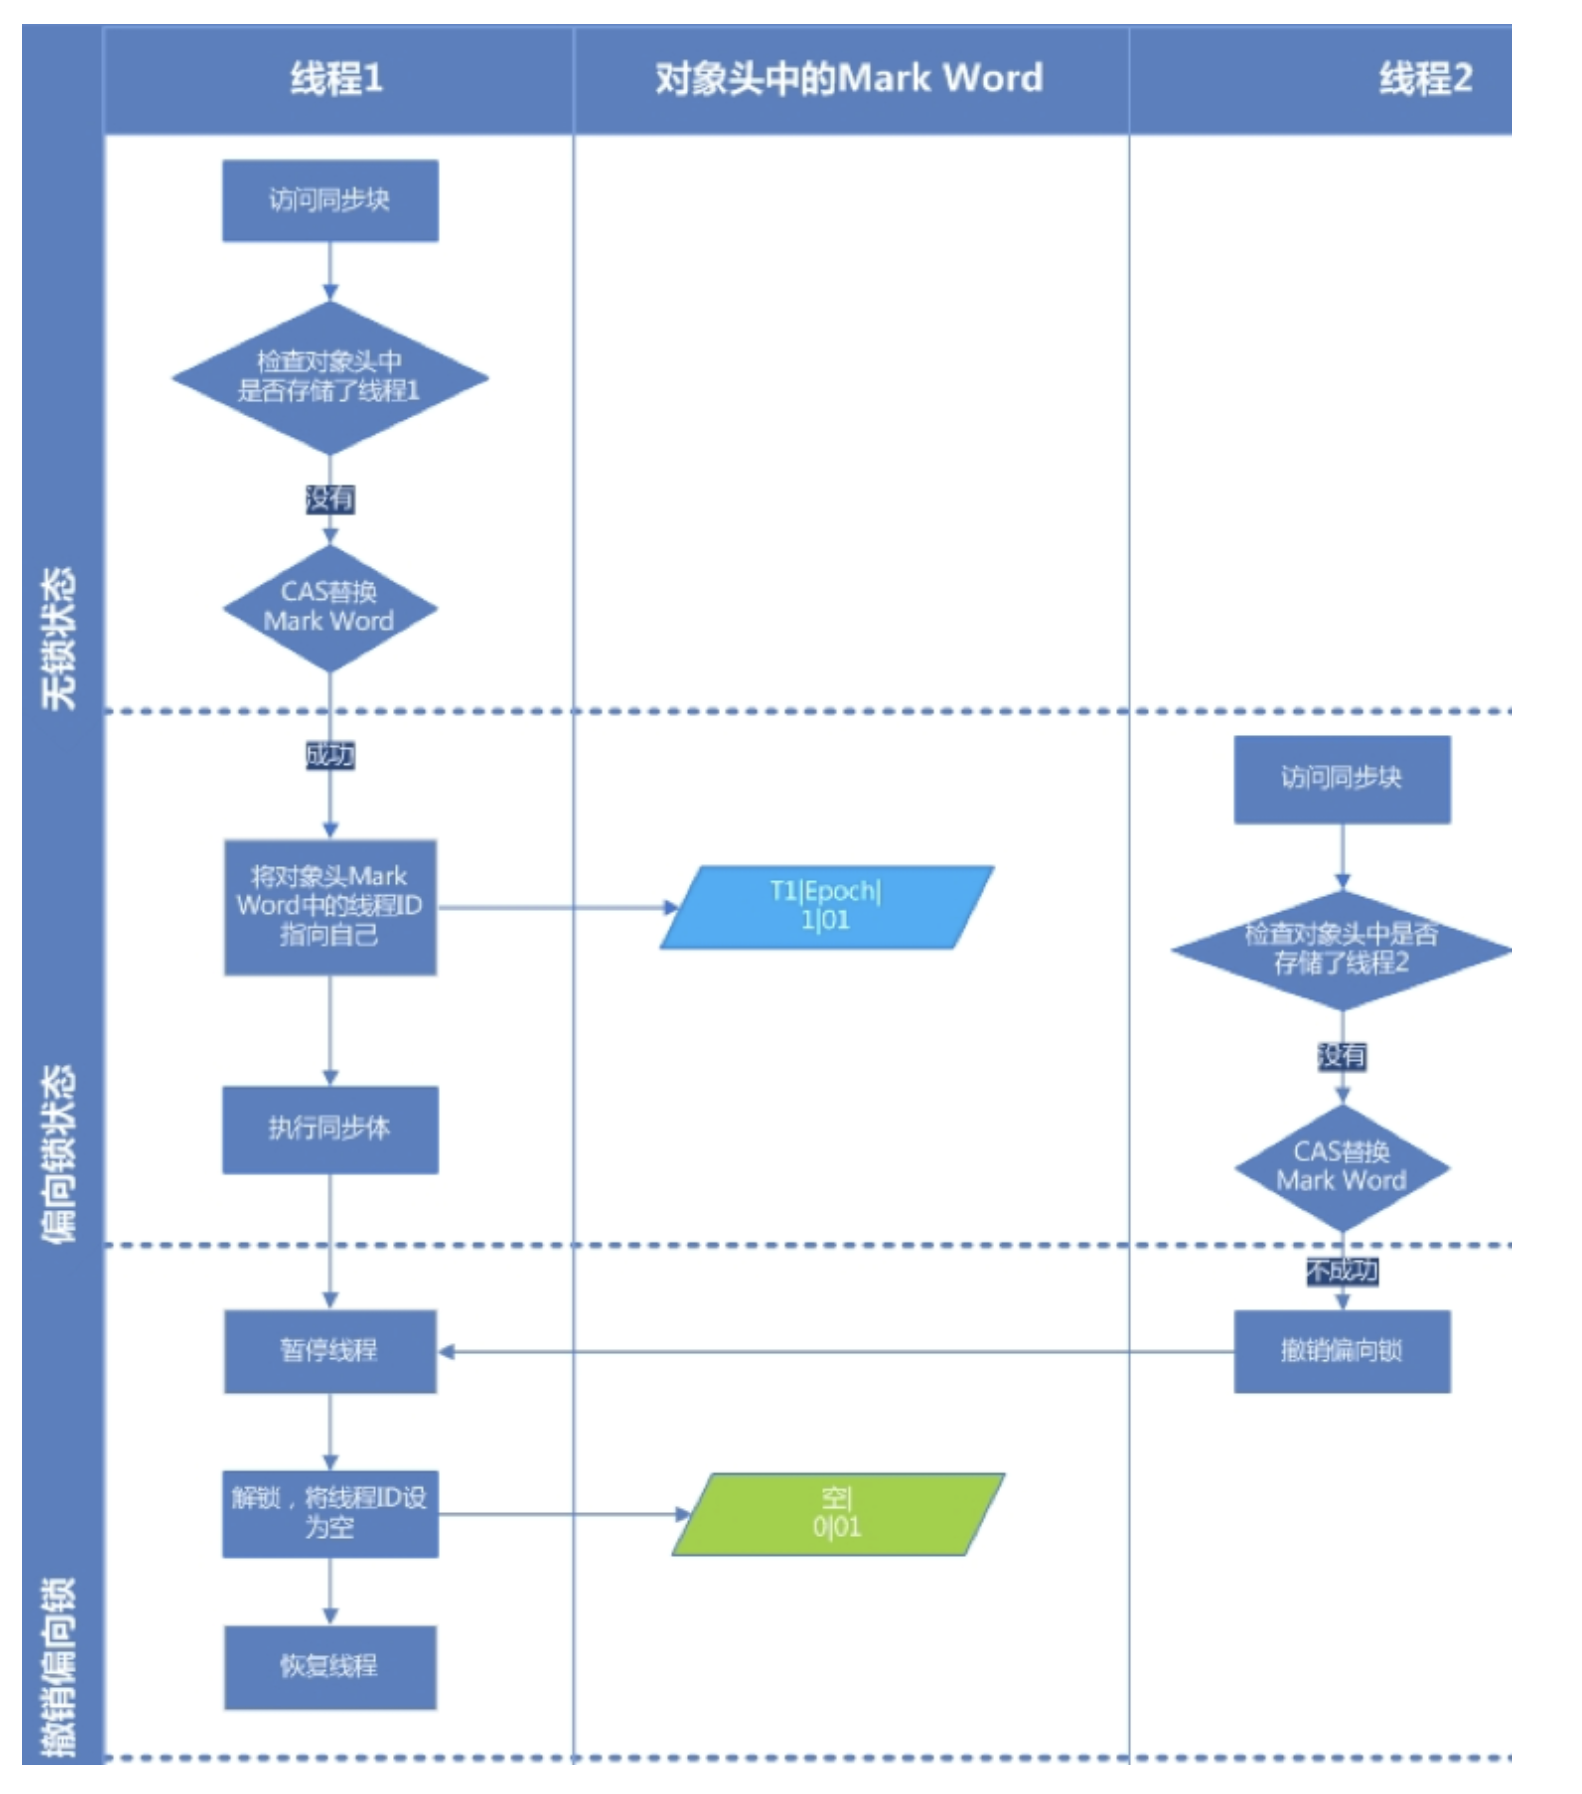 线程1
对象头中的Mark Word
线程2
无锁状态
访问同步块
检查对象头中
是否存储了线程1
没有
CAS替换
Mark Word
偏向锁状态
成功
将对象头Mark
Word中的线程ID
指向自己
T1|Epoch|
1|01
执行同步体
访问同步块
检查对象头中是否
存储了线程2
没有
CAS替换
Mark Word
撤销偏向锁
不成功
撤销偏向锁
暂停线程
解锁，将线程ID设
为空
空|
0|01
恢复线程